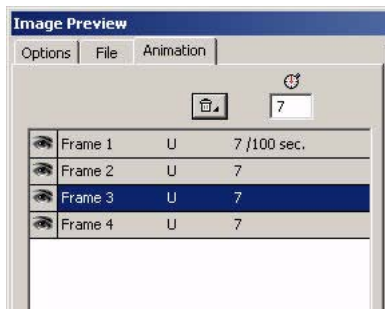 Image Preview
Options File Animation
7
Frame 1 U 7 /100 sec.
Frame 2 U 7
Frame 3 U 7
Frame 4 U 7